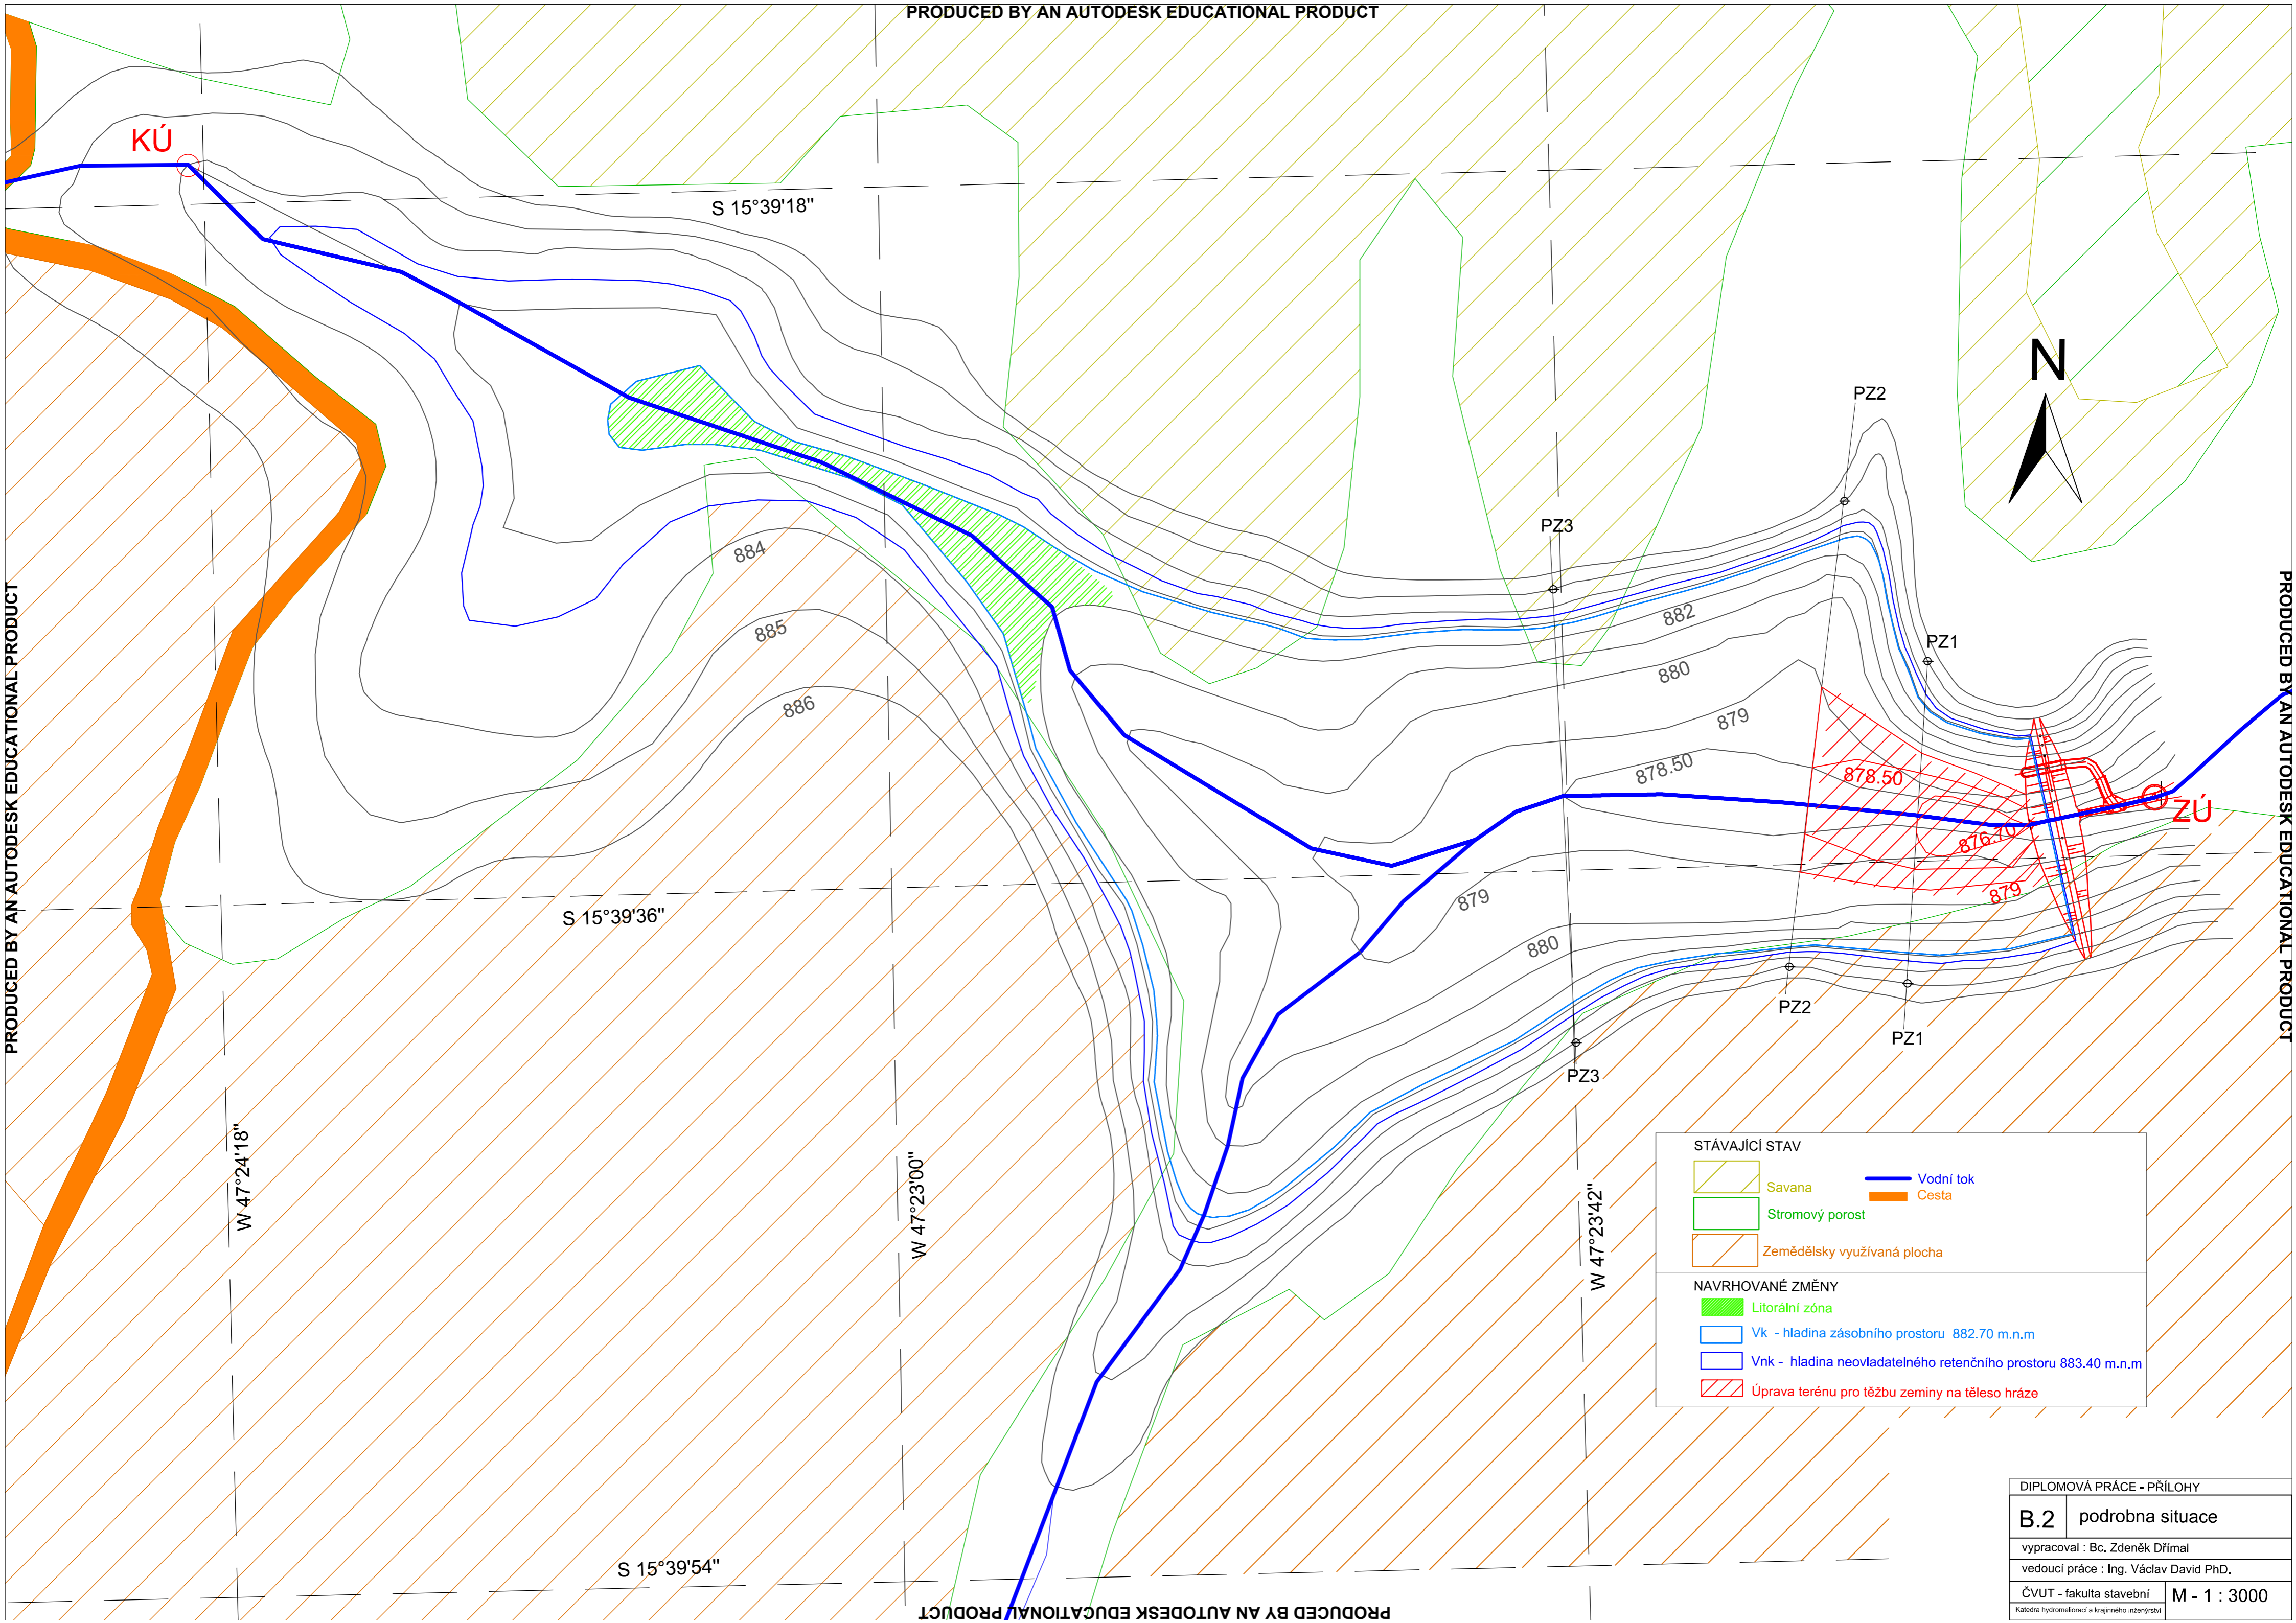 PRODUCED BY AN AUTODESK EDUCATIONAL PRODUCT
KÚ
S 15°39'18"
N
PZ2
PZ3
PZ1
884
885
886
882
880
879
878.50
878.50
876.70
879
ZÚ
879
880
S 15°39'36"
PZ2
PZ1
PZ3
W 47°24'18"
W 47°23'00"
W 47°23'42"
S 15°39'54"
PRODUCED BY AN AUTODESK EDUCATIONAL PRODUCT
PRODUCED BY AN AUTODESK EDUCATIONAL PRODUCT
PRODUCED BY AN AUTODESK EDUCATIONAL PRODUCT
STÁVAJÍCÍ STAV
Savana
Vodní tok
Cesta
Stromový porost
Zemědělsky využívaná plocha
NAVRHOVANÉ ZMĚNY
Litorální zóna
Vk - hladina zásobního prostoru 882.70 m.n.m
Vnk - hladina neovladatelného retenčního prostoru 883.40 m.n.m
Úprava terénu pro těžbu zeminy na těleso hráze
DIPLOMOVÁ PRÁCE - PŘÍLOHY
B.2 podrobna situace
vypracoval : Bc. Zdeněk Dřímal
vedoucí práce : Ing. Václav David PhD.
ČVUT - fakulta stavební
Katedra hydromeliorací a krajinného inženýrství
M - 1 : 3000